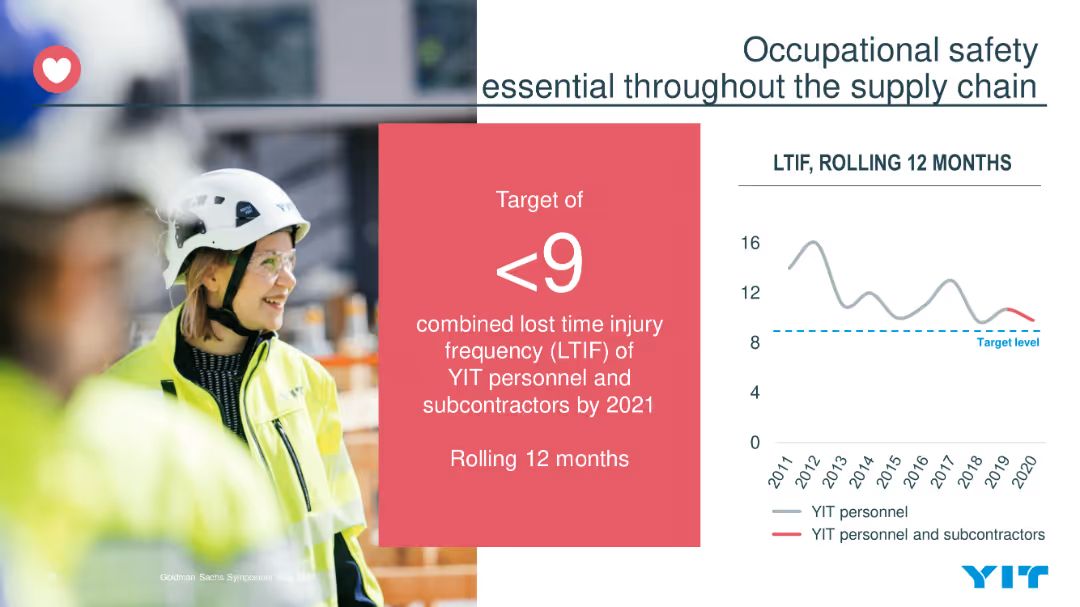 Occupational safety
essential throughout the supply chain
Target of
<9
combined lost time injury
frequency (LTIF) of
YIT personnel and
subcontractors by 2021
Rolling 12 months
LTIF, ROLLING 12 MONTHS
16
12
8
4
0
Target level
2011 2012 2013 2014 2015 2016 2017 2018 2019 2020
YIT personnel
YIT personnel and subcontractors
YIT
YIT
Goldman Sachs Symposium
YIT